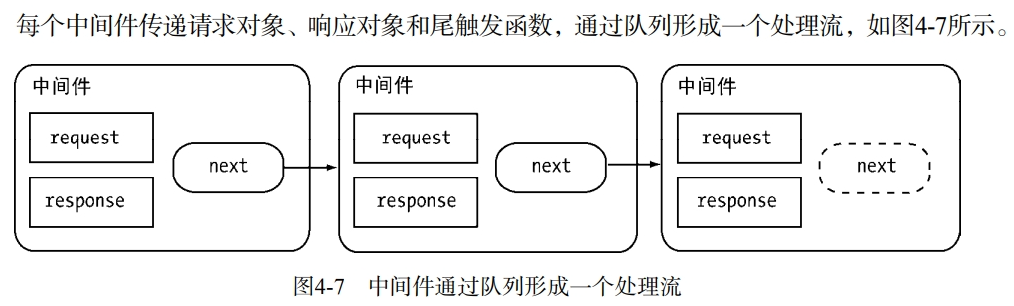 每个中间件传递请求对象、响应对象和尾触发函数，通过队列形成一个处理流，如图4-7所示。
中间件
request
response
next
中间件
request
response
next
中间件
request
response
next
图4-7 中间件通过队列形成一个处理流